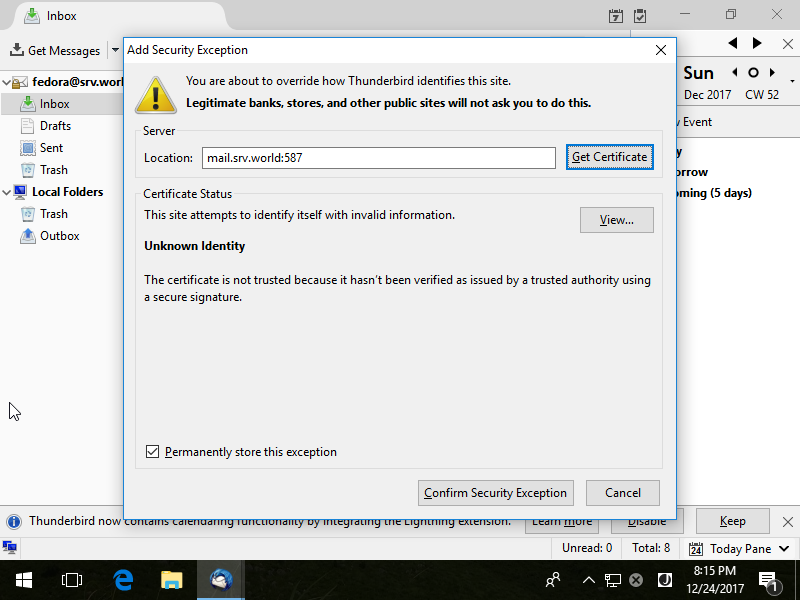 Inbox
7
Get Messages
Add Security Exception
fedora@srv.worl
Inbox
Drafts
Sent
Trash
Local Folders
Trash
Outbox
You are about to override how Thunderbird identifies this site.
Legitimate banks, stores, and other public sites will not ask you to do this.
Server
Location:
mail.srv.world:587
Get Certificate
Certificate Status
This site attempts to identify itself with invalid information.
View...
Unknown Identity
The certificate is not trusted because it hasn't been verified as issued by a trusted authority using
a secure signature.
Permanently store this exception
Confirm Security Exception
Cancel
Sun
Dec 2017
CW 52
Event
orrow
oming (5 days)
Thunderbird now contains calendaring functionality by integrating the Lightning extension.
Learn more
Disable
Keep
Unread: 0
Total: 8
24
Today Pane
8:15 PM
12/24/2017
1